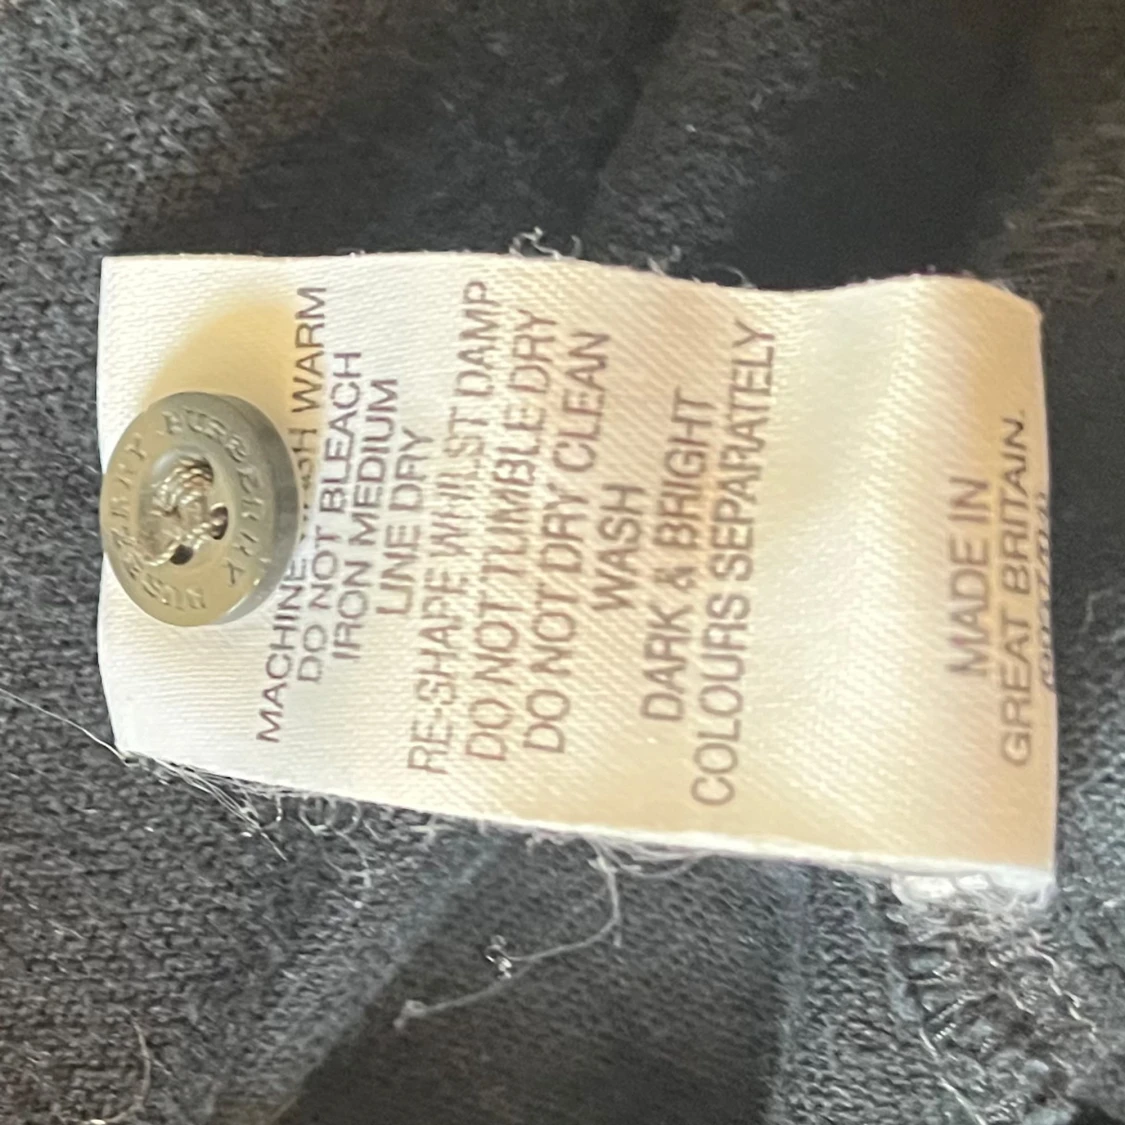 BURBERRY BURBERRY
MACHINE WASH WARM
DO NOT BLEACH
IRON MEDIUM
LINE DRY
RE-SHAPE WHILST DAMP
DO NOT TUMBLE DRY
DO NOT DRY CLEAN
WASH
DARK & BRIGHT
COLOURS SEPARATELY
MADE IN
GREAT BRITAIN.